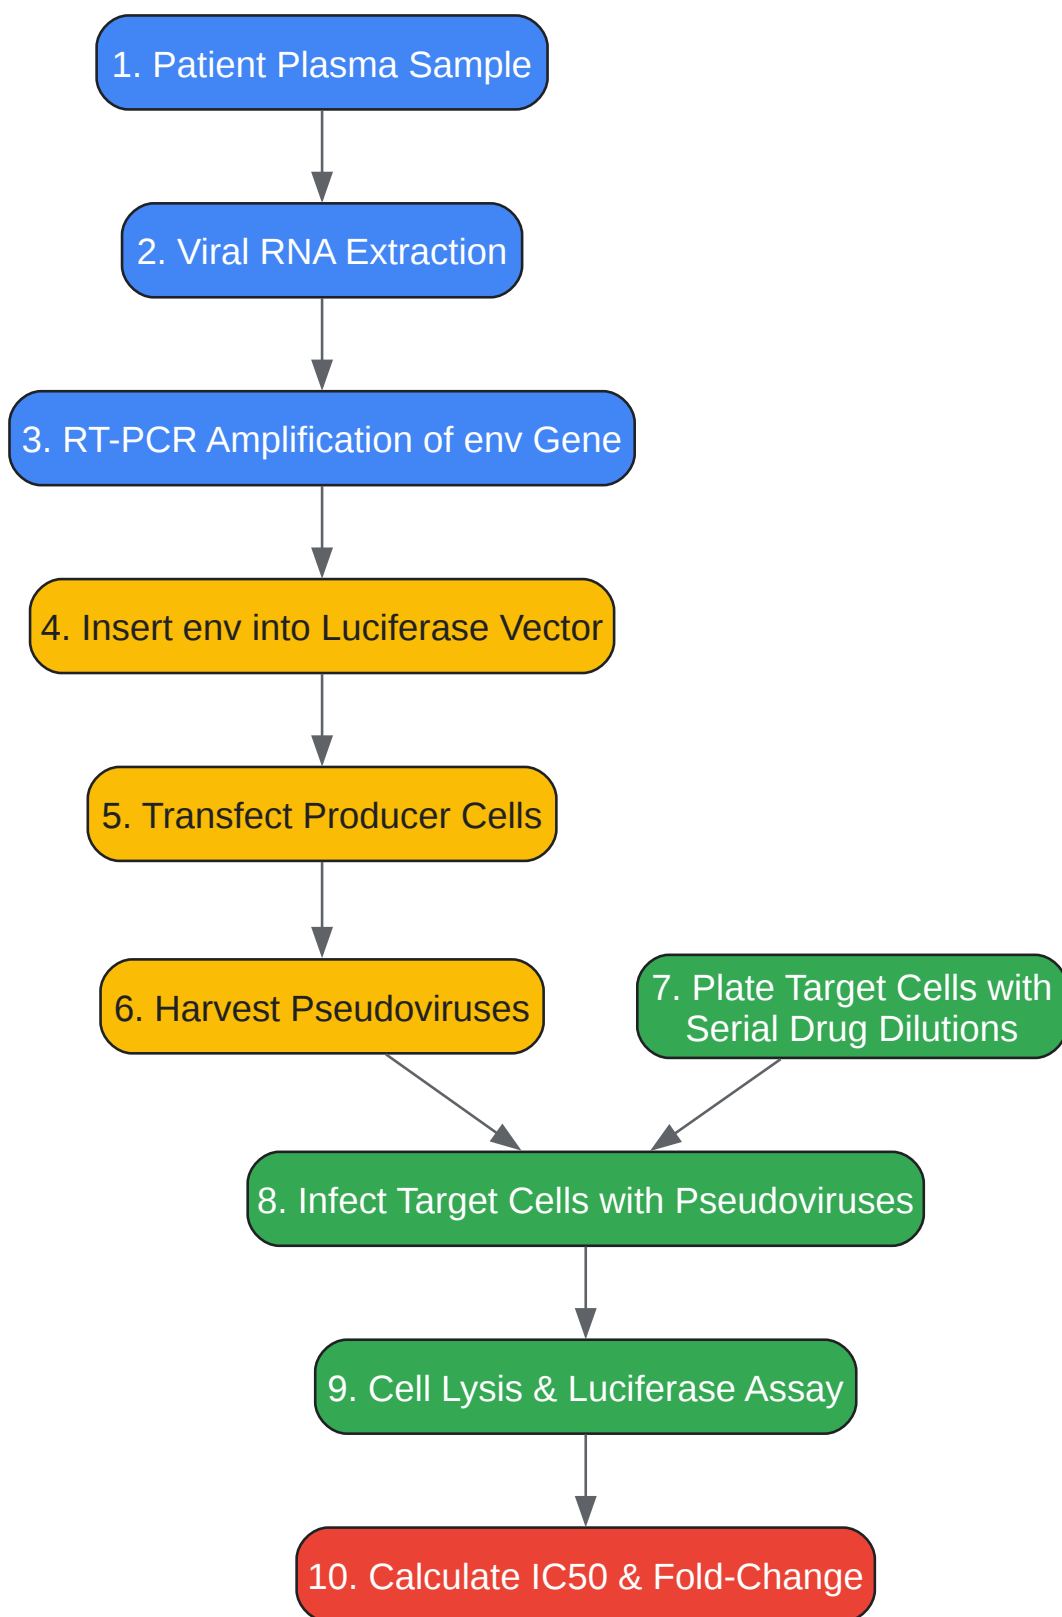 1. Patient Plasma Sample
2. Viral RNA Extraction
3. RT-PCR Amplification of env Gene
4. Insert env into Luciferase Vector
5. Transfect Producer Cells
6. Harvest Pseudoviruses
7. Plate Target Cells with
Serial Drug Dilutions
8. Infect Target Cells with Pseudoviruses
9. Cell Lysis & Luciferase Assay
10. Calculate IC50 & Fold-Change